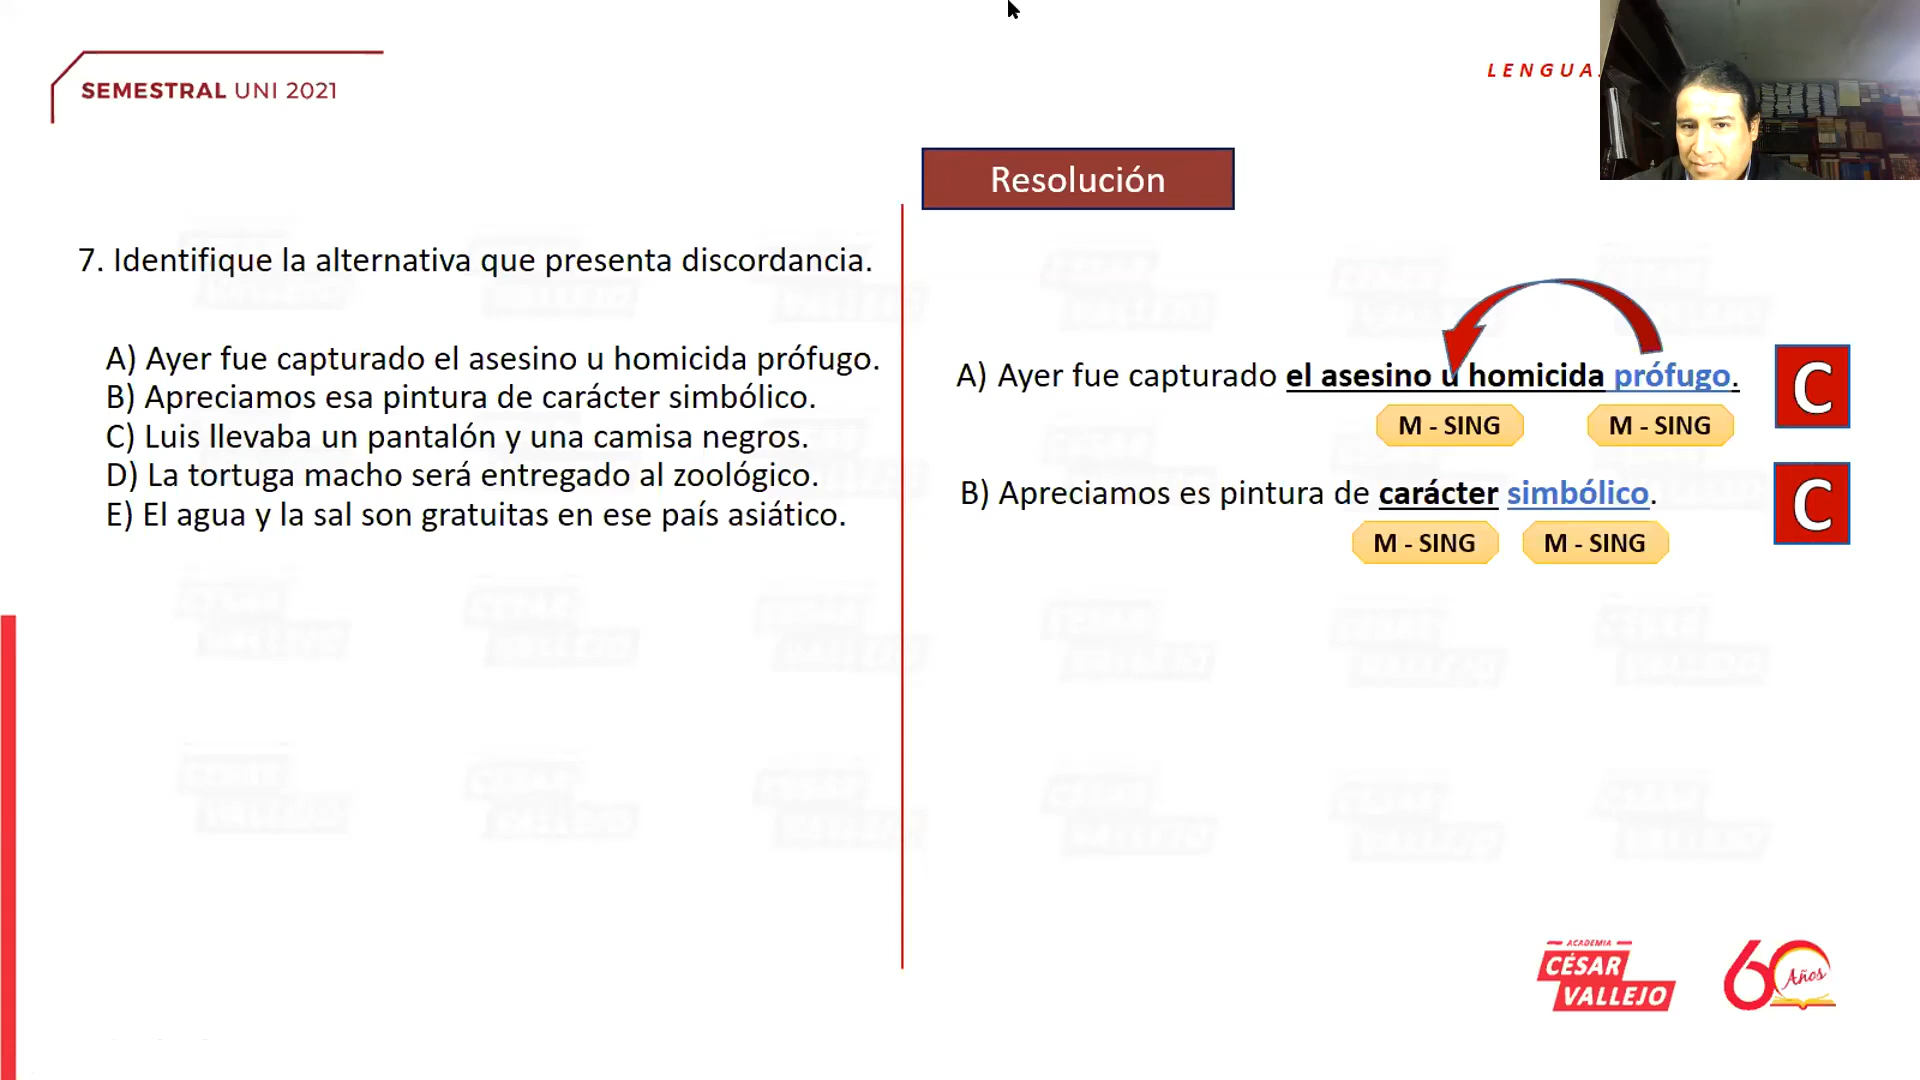 SEMESTRAL UNI 2021
LENGUA
Resolución
7. Identifique la alternativa que presenta discordancia.
A) Ayer fue capturado el asesino u homicida prófugo.
B) Apreciamos esa pintura de carácter simbólico.
C) Luis llevaba un pantalón y una camisa negros.
D) La tortuga macho será entregado al zoológico.
E) El agua y la sal son gratuitas en ese país asiático.
A) Ayer fue capturado el asesino u homicida prófugo.
C
M - SING
M - SING
B) Apreciamos es pintura de carácter simbólico.
C
M - SING
M - SING
ACADEMIA
CÉSAR
VALLEJO
60
Años
CÉSAR
VALLEJO